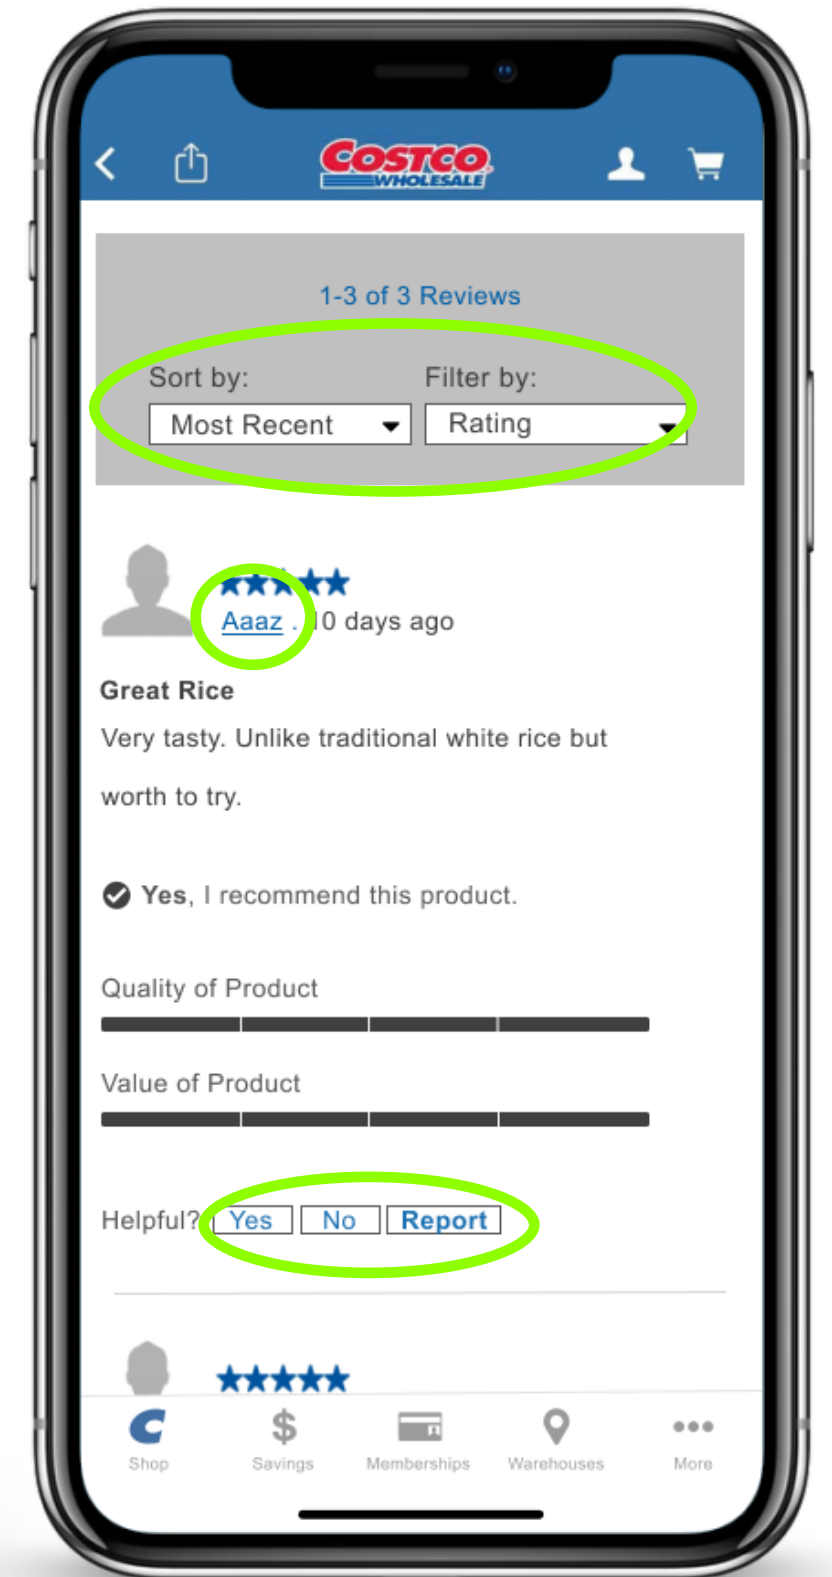 COSTCO
WHOLESALE
1-3 of 3 Reviews
Sort by: Filter by:
Most Recent Rating
Aaaz . 10 days ago
Great Rice
Very tasty. Unlike traditional white rice but
worth to try.
Yes, I recommend this product.
Quality of Product
Value of Product
Helpful? Yes No Report
Shop Savings Memberships Warehouses More